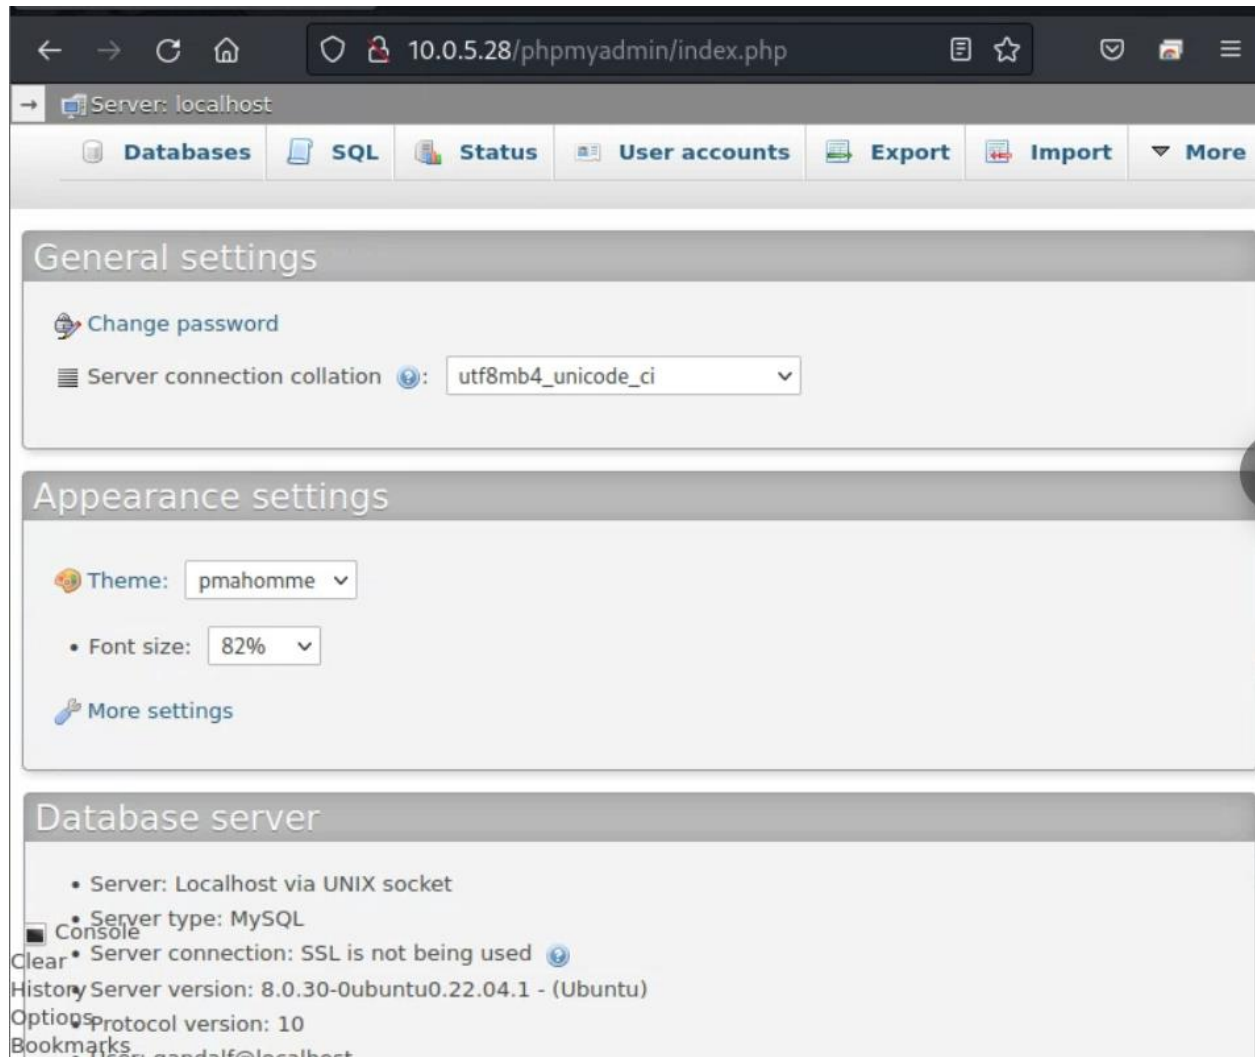 10.0.5.28/phpmyadmin/index.php
Server: localhost
Databases SQL Status User accounts Export Import More
General settings
Change password
Server connection collation : utf8mb4_unicode_ci
Appearance settings
Theme: pmahomme
• Font size: 82%
More settings
Database server
• Server: Localhost via UNIX socket
• Server type: MySQL
Console
• Server connection: SSL is not being used
Clear
• Server version: 8.0.30-0ubuntu0.22.04.1 - (Ubuntu)
History
• Protocol version: 10
Options
• User: gandalf@localhost
Bookmarks